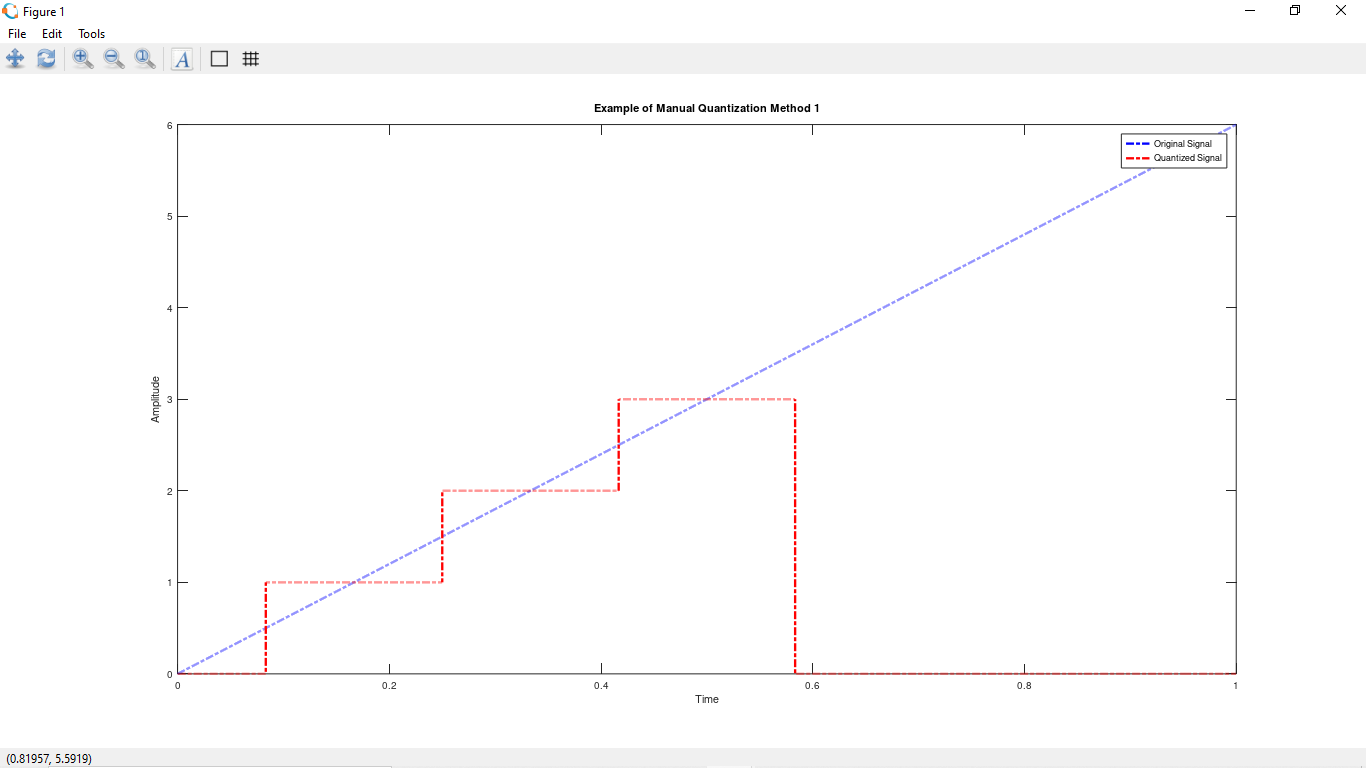 Figure 1
File Edit Tools
A
Example of Manual Quantization Method 1
6
Original Signal
Quantized Signal
5
4
Amplitude
3
2
1
0
0 0.2 0.4 0.6 0.8 1
Time
(0.81957, 5.5919)